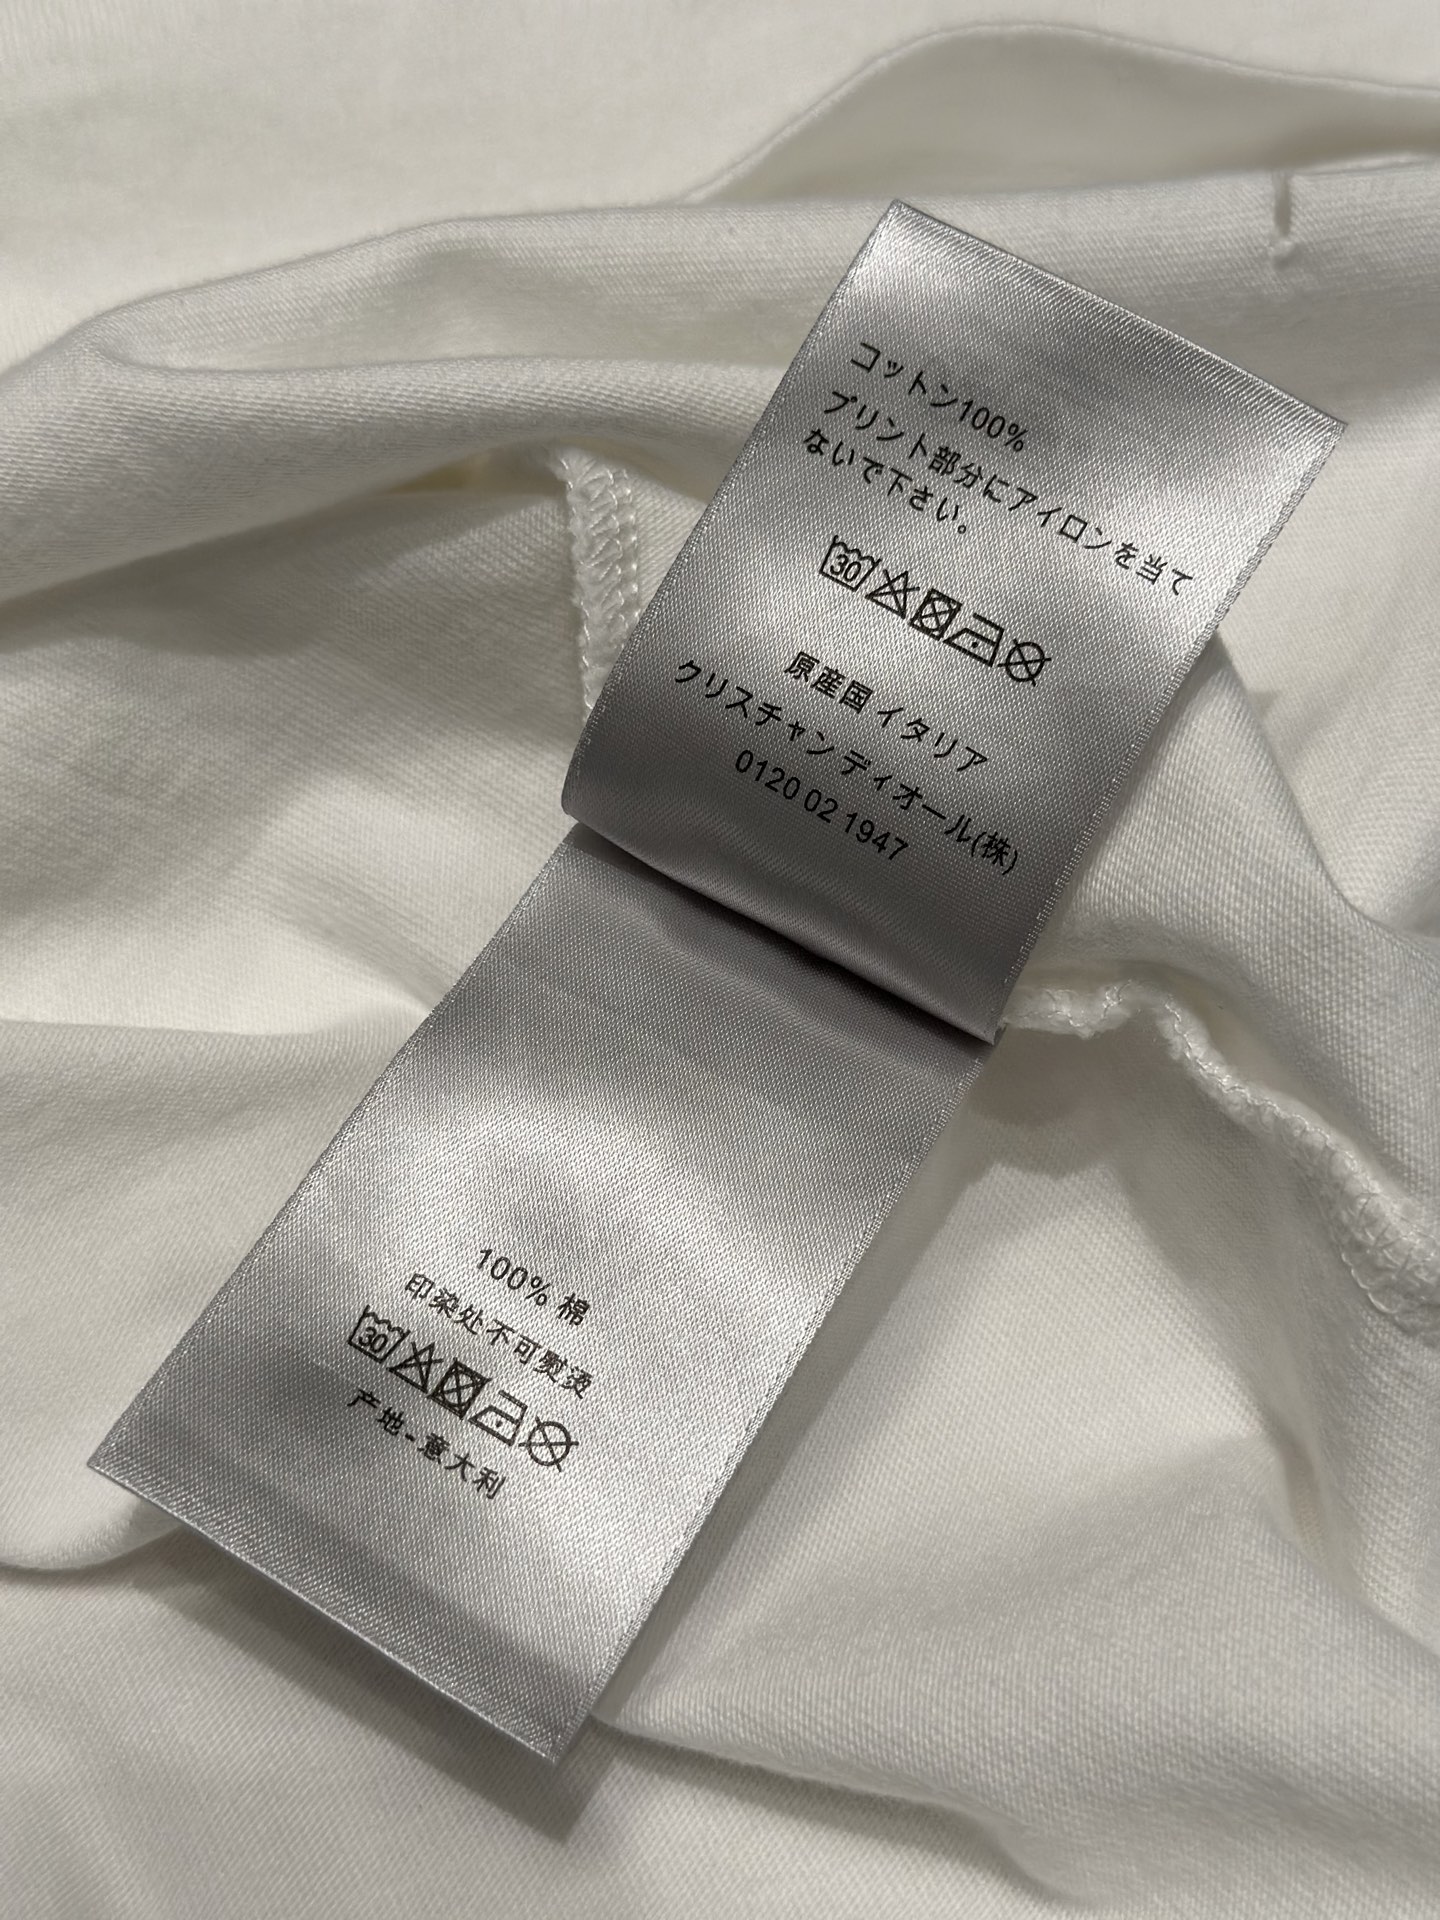 コットン100%
プリント部分にアイロンを当て
ないで下さい。
30
原産国 イタリア
クリスチャン ディオール(株)
0120 02 1947
100% 棉
印染处不可熨烫
30
产地-意大利